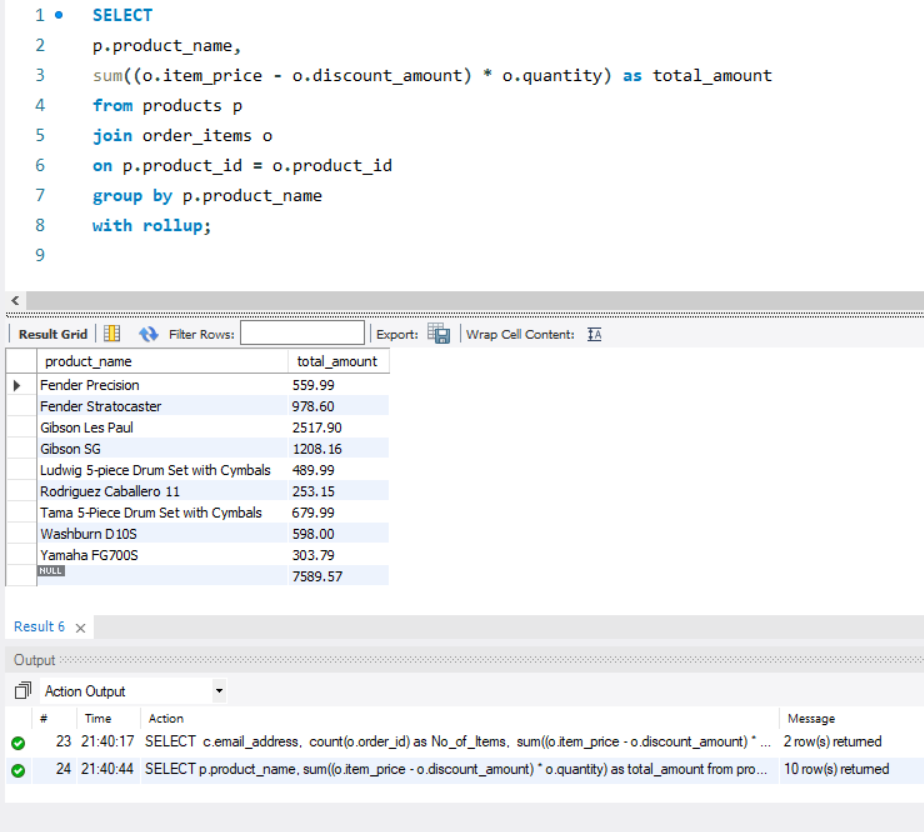 1 SELECT
2 p.product_name,
3 sum((o.item_price - o.discount_amount) * o.quantity) as total_amount
4 from products p
5 join order_items o
6 on p.product_id = o.product_id
7 group by p.product_name
8 with rollup;
9
Result Grid Filter Rows: Export: Wrap Cell Content: IA
product_name total_amount
Fender Precision 559.99
Fender Stratocaster 978.60
Gibson Les Paul 2517.90
Gibson SG 1208.16
Ludwig 5-piece Drum Set with Cymbals 489.99
Rodriguez Caballero 11 253.15
Tama 5-Piece Drum Set with Cymbals 679.99
Washburn D10S 598.00
Yamaha FG700S 303.79
NULL 7589.57
Result 6
Output
Action Output
# Time Action Message
23 21:40:17 SELECT c.email_address, count(o.order_id) as No_of_Items, sum((o.item_price - o.discount_amount) * ... 2 row(s) returned
24 21:40:44 SELECT p.product_name, sum((o.item_price - o.discount_amount) * o.quantity) as total_amount from pro... 10 row(s) returned